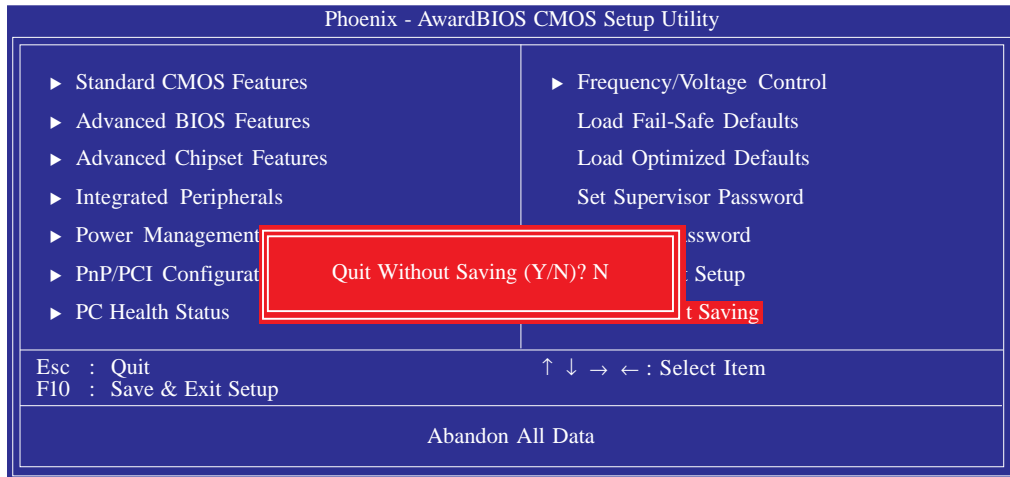 Phoenix - AwardBIOS CMOS Setup Utility
▶ Standard CMOS Features
▶ Advanced BIOS Features
▶ Advanced Chipset Features
▶ Integrated Peripherals
▶ Power Management
▶ PnP/PCI Configurat
▶ PC Health Status
▶ Frequency/Voltage Control
Load Fail-Safe Defaults
Load Optimized Defaults
Set Supervisor Password
ssword
Setup
t Saving
Quit Without Saving (Y/N)? N
Esc : Quit
F10 : Save & Exit Setup
↑ ↓ → ← : Select Item
Abandon All Data